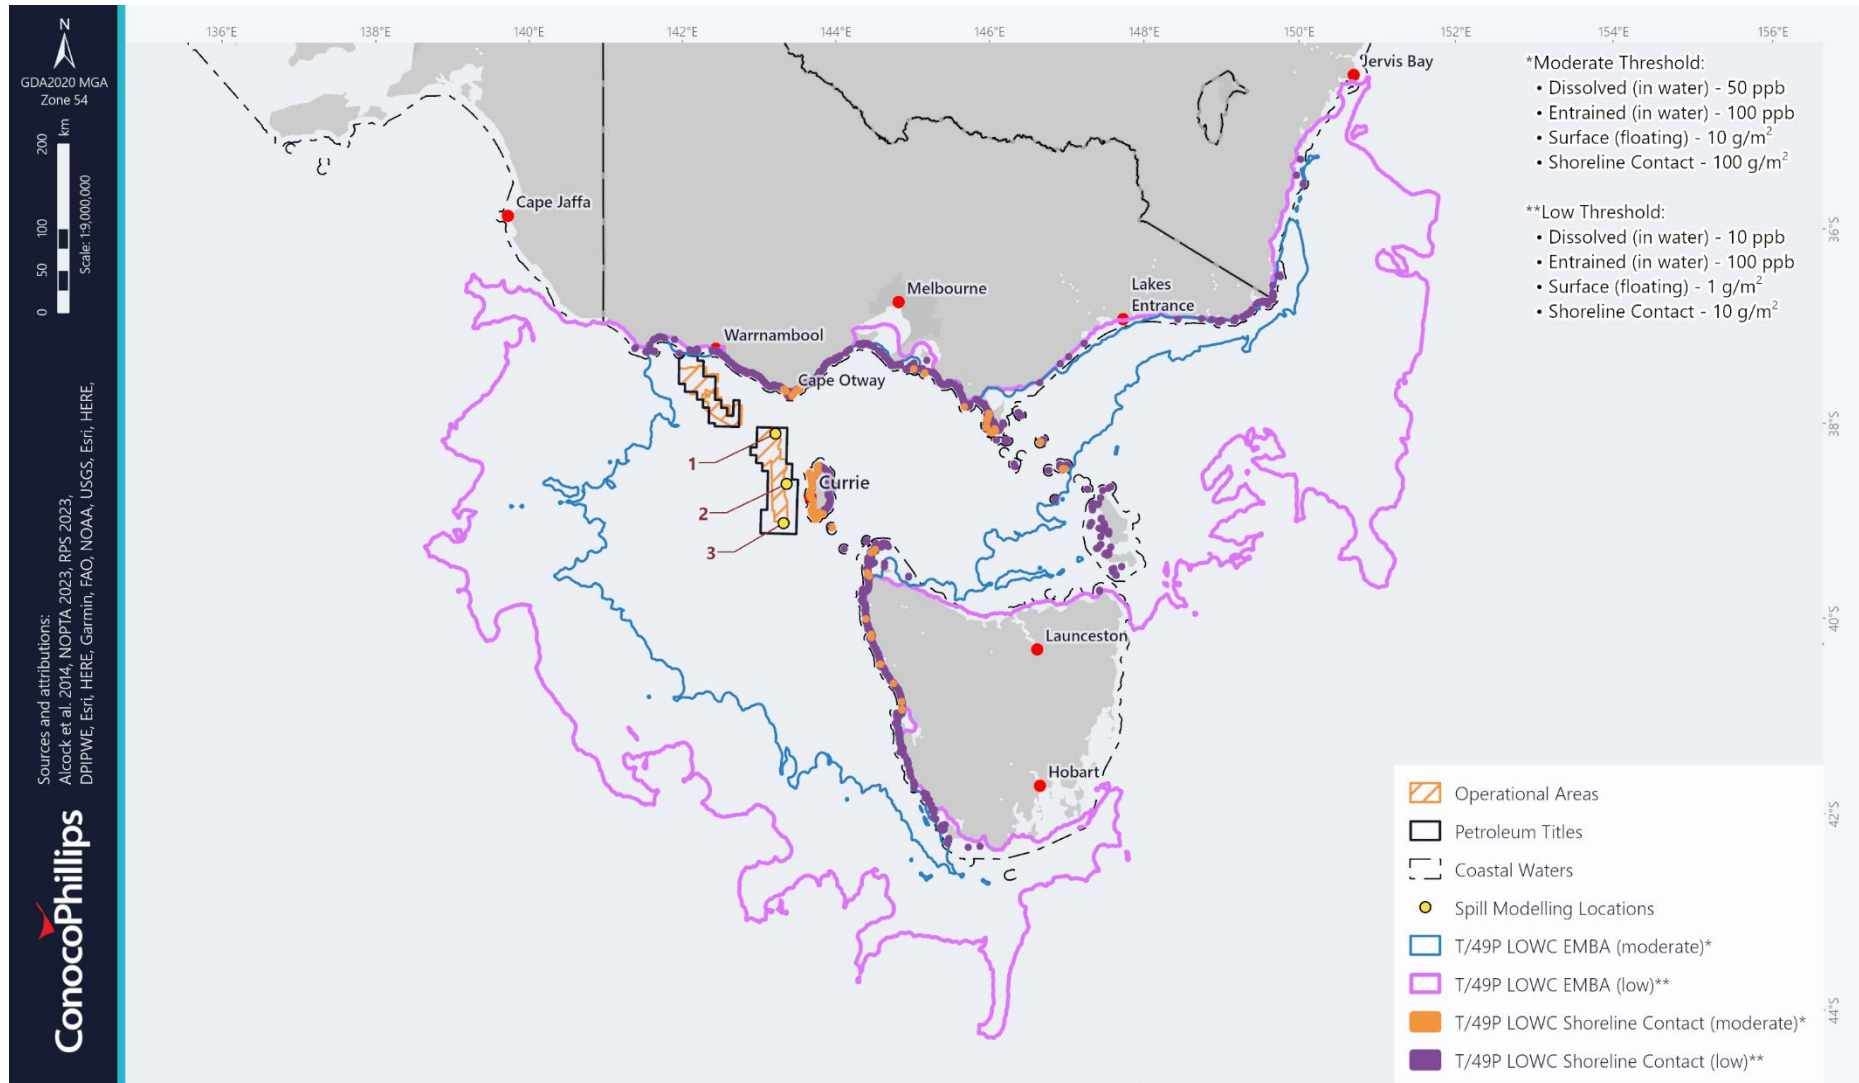 136°E
138°E
140°E
142°E
144°E
146°E
148°E
150°E
152°E
154°E
156°E
N
GDA2020 MGA
Zone 54
200
100
50
0
km
Scale: 1:9,000,000
Sources and attributions:
Alcock et al. 2014, NOPTA 2023, RPS 2023,
DPIPWE, Esri, HERE, Garmin, FAO, NOAA, USGS, Esri, HERE,
ConocoPhillips
Jervis Bay
Cape Jaffa
Melbourne
Lakes
Entrance
Warrnambool
Cape Otway
1
2
3
Currie
Launceston
Hobart
36°S
38°S
40°S
42°S
44°S
*Moderate Threshold:
• Dissolved (in water) - 50 ppb
• Entrained (in water) - 100 ppb
• Surface (floating) - 10 g/m²
• Shoreline Contact - 100 g/m²
**Low Threshold:
• Dissolved (in water) - 10 ppb
• Entrained (in water) - 100 ppb
• Surface (floating) - 1 g/m²
• Shoreline Contact - 10 g/m²
Operational Areas
Petroleum Titles
Coastal Waters
Spill Modelling Locations
T/49P LOWC EMBA (moderate)*
T/49P LOWC EMBA (low)**
T/49P LOWC Shoreline Contact (moderate)*
T/49P LOWC Shoreline Contact (low)**